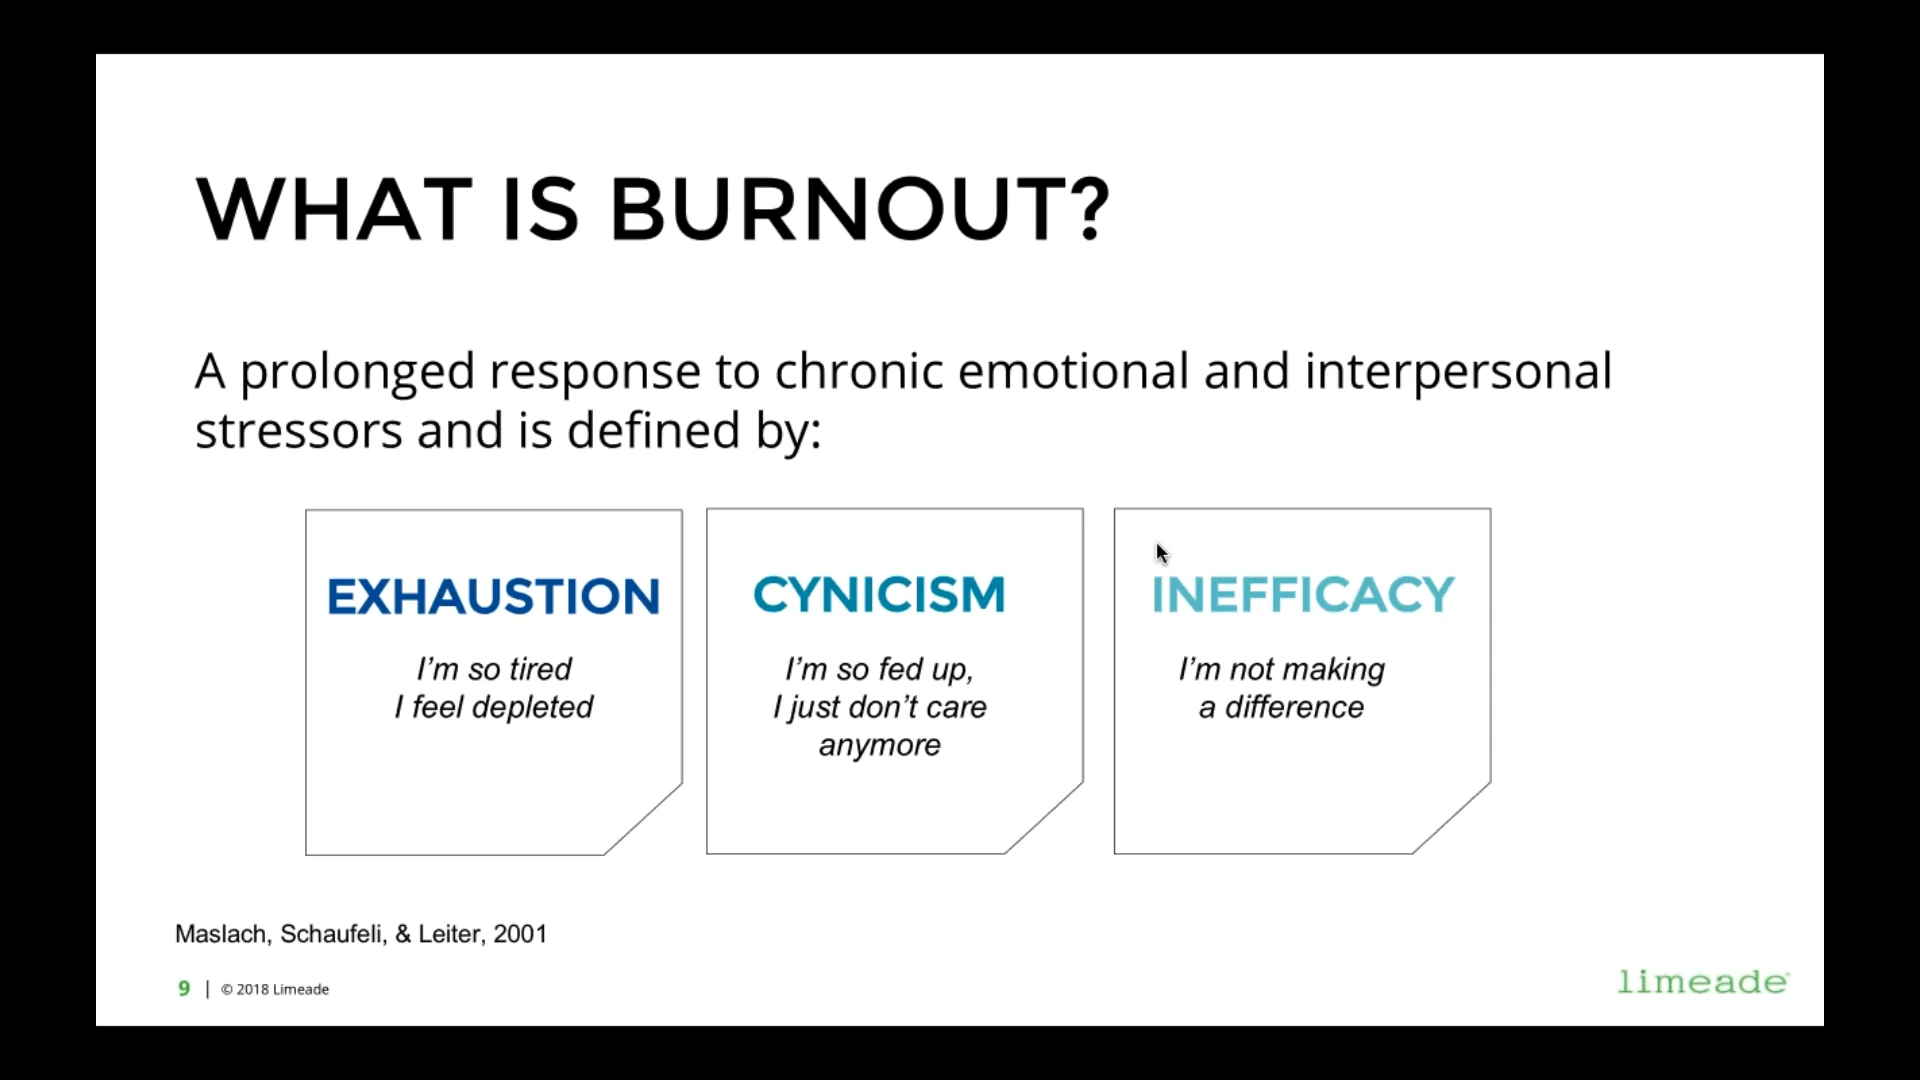 WHAT IS BURNOUT?
A prolonged response to chronic emotional and interpersonal
stressors and is defined by:
EXHAUSTION
I’m so tired
I feel depleted
CYNICISM
I’m so fed up,
I just don’t care
anymore
INEFFICACY
I’m not making
a difference
Maslach, Schaufeli, & Leiter, 2001
9 | © 2018 Limeade
limeade